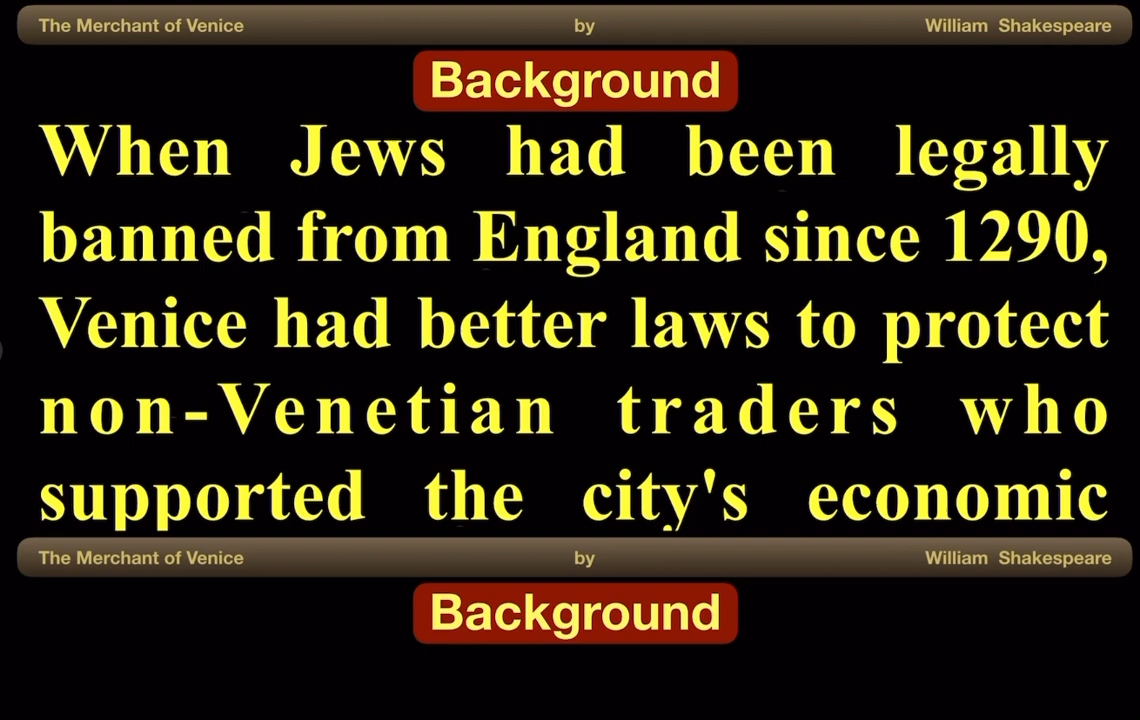 The Merchant of Venice by William Shakespeare
Background
When Jews had been legally
banned from England since 1290,
Venice had better laws to protect
non-Venetian traders who
supported the city's economic
The Merchant of Venice by William Shakespeare
Background